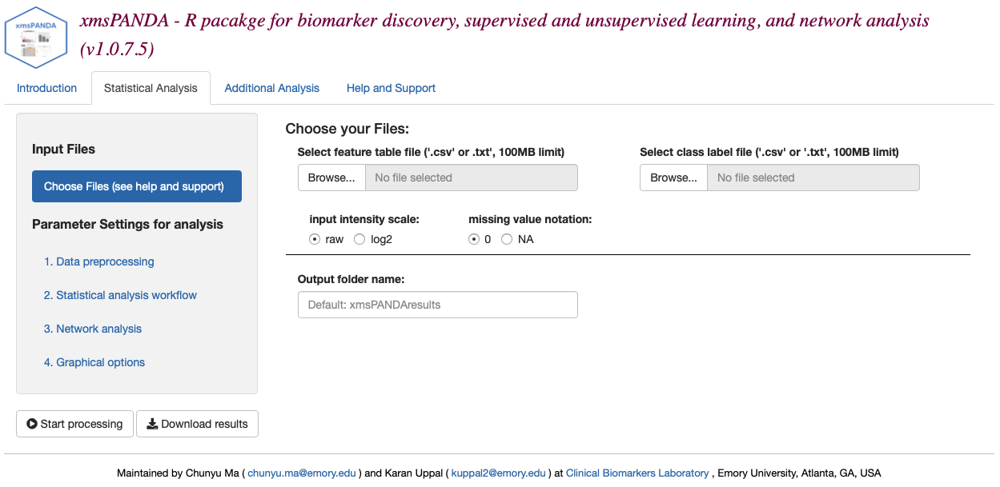 xmsPANDA
xmsPANDA - R pacakge for biomarker discovery, supervised and unsupervised learning, and network analysis
(v1.0.7.5)
Introduction
Statistical Analysis
Additional Analysis
Help and Support
Input Files
Choose Files (see help and support)
Parameter Settings for analysis
1. Data preprocessing
2. Statistical analysis workflow
3. Network analysis
4. Graphical options
Start processing
Download results
Choose your Files:
Select feature table file ('.csv' or .txt', 100MB limit)
Browse... No file selected
Select class label file ('.csv' or '.txt', 100MB limit)
Browse... No file selected
input intensity scale:
raw log2
missing value notation:
0 NA
Output folder name:
Default: xmsPANDAresults
Maintained by Chunyu Ma ( chunyu.ma@emory.edu ) and Karan Uppal ( kuppal2@emory.edu ) at Clinical Biomarkers Laboratory , Emory University, Atlanta, GA, USA